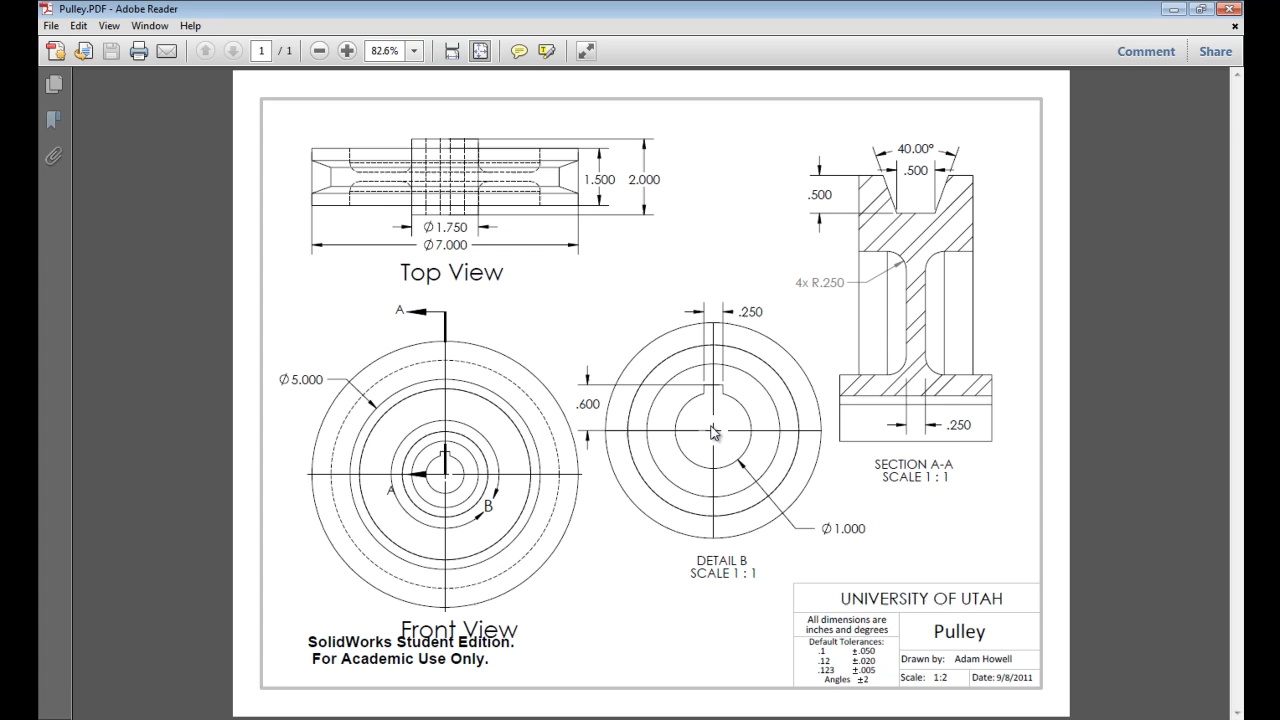 Pulley.PDF - Adobe Reader
File Edit View Window Help
1 / 1 82.6% Comment Share
40.00°
.500
.500
1.500 2.000
Ø 1.750
Ø 7.000
Top View
4x R.250
A
.250
Ø 5.000
.600
.250
A
B
SECTION A-A
SCALE 1 : 1
Ø 1.000
DETAIL B
SCALE 1 : 1
Front View
SolidWorks Student Edition.
For Academic Use Only.
UNIVERSITY OF UTAH
All dimensions are
inches and degrees
Default Tolerances:
.1 ±.050
.12 ±.020
.123 ±.005
Angles ±2
Pulley
Drawn by: Adam Howell
Scale: 1:2 Date: 9/8/2011